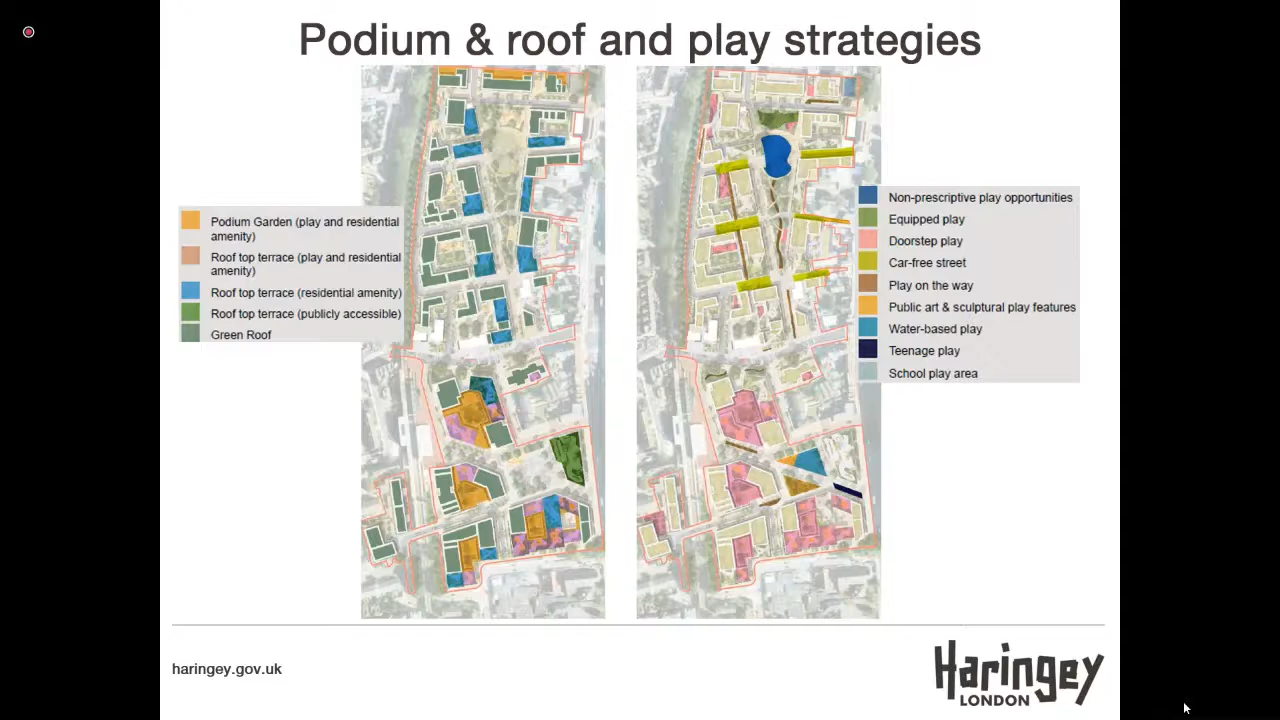 Podium & roof and play strategies
Podium Garden (play and residential
amenity)
Roof top terrace (play and residential
amenity)
Roof top terrace (residential amenity)
Roof top terrace (publicly accessible)
Green Roof
Non-prescriptive play opportunities
Equipped play
Doorstep play
Car-free street
Play on the way
Public art & sculptural play features
Water-based play
Teenage play
School play area
haringey.gov.uk
Haringey
LONDON